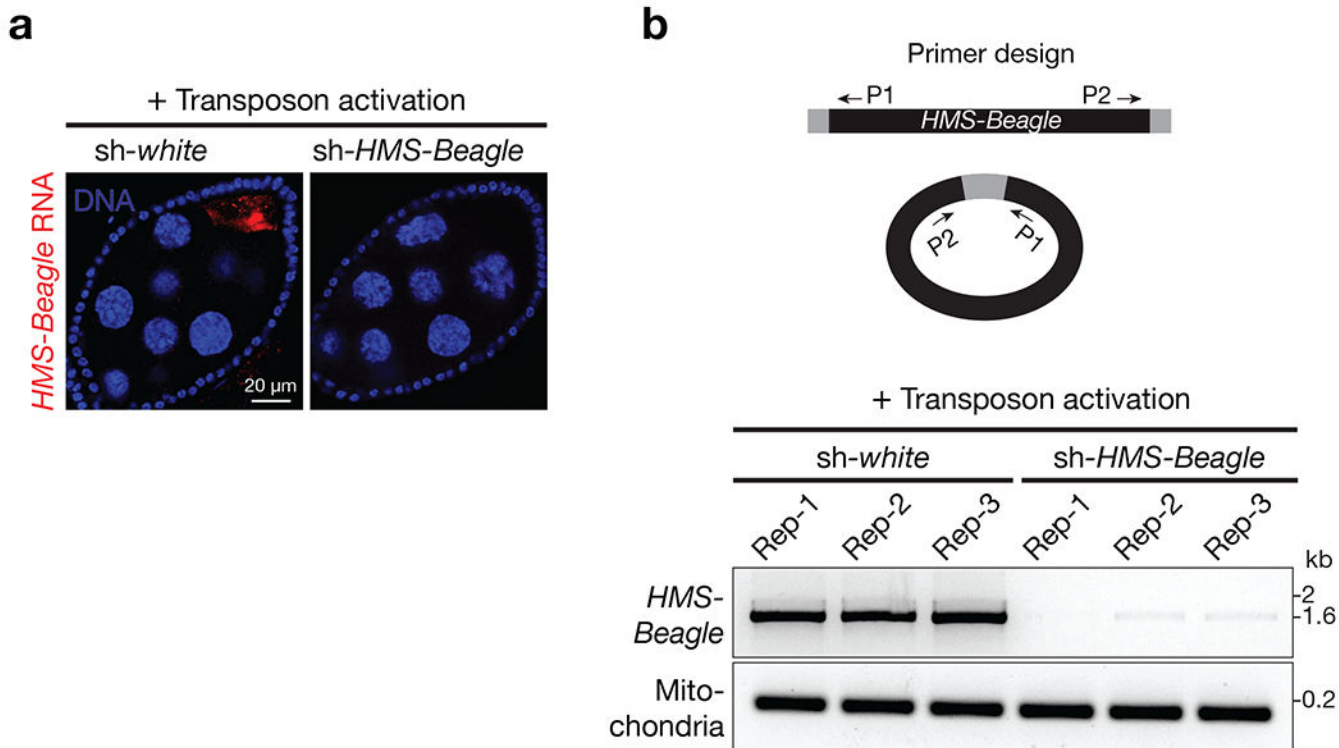 a
+ Transposon activation
sh-white
sh-HMS-Beagle
HMS-Beagle RNA
DNA
20 µm
b
Primer design
P1
P2
HMS-Beagle
P2
P1
+ Transposon activation
sh-white
sh-HMS-Beagle
Rep-1
Rep-2
Rep-3
Rep-1
Rep-2
Rep-3
kb
HMS-
Beagle
-2
-1.6
Mito-
chondria
-0.2